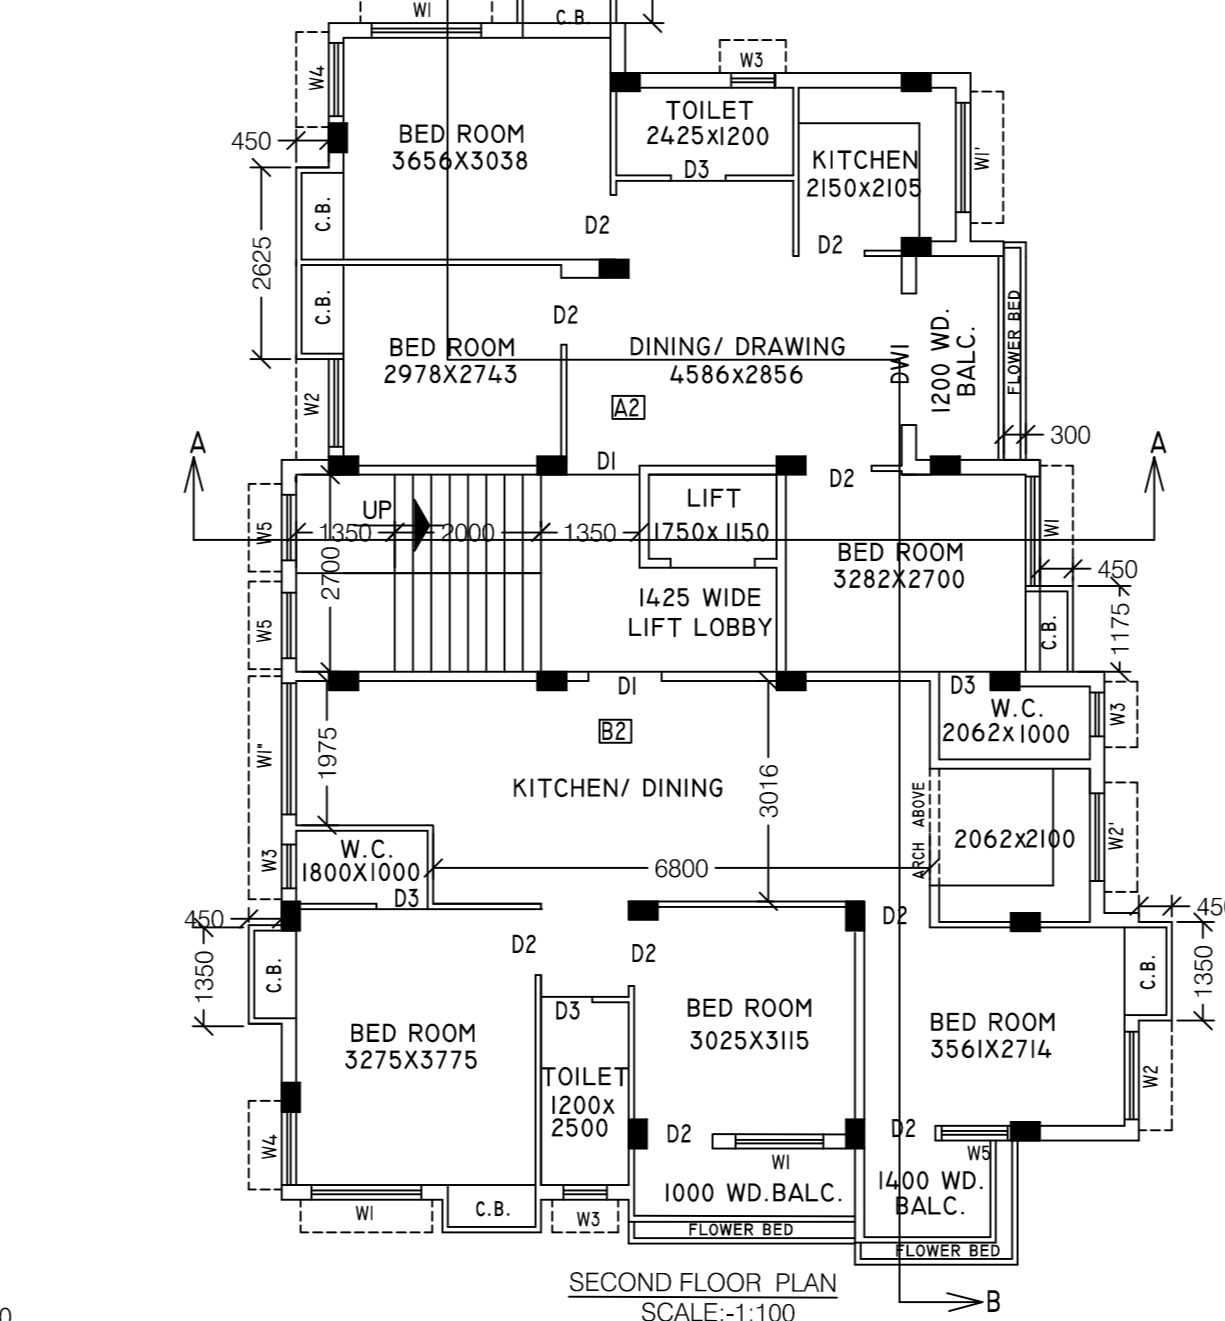 W1
C.B.
W4
W3
TOILET
2425x1200
BED ROOM
3656X3038
450
KITCHEN
2150x2105
W1'
D3
C.B.
D2
D2
2625
C.B.
D2
FLOWER BED
1200 WD.
BALC.
BED ROOM
2978X2743
DINING/ DRAWING
4586x2856
DW1
W2
A2
300
A
A
D1
D2
LIFT
1750x1150
UP
W5
1350
2000
1350
W1
BED ROOM
3282X2700
450
2700
1425 WIDE
LIFT LOBBY
W5
C.B.
1175
D1
D3
W.C.
2062x1000
W3
B2
W1"
1975
KITCHEN/ DINING
3016
ARCH ABOVE
2062x2100
W2'
W3
W.C.
1800X1000
6800
D3
450
D2
450
D2
D2
1350
C.B.
C.B.
1350
D3
BED ROOM
3025X3115
BED ROOM
3275X3775
BED ROOM
3561X2714
TOILET
1200x
2500
W2
D2
D2
W4
W1
W5
1000 WD.BALC.
1400 WD.
BALC.
W1
C.B.
W3
FLOWER BED
FLOWER BED
SECOND FLOOR PLAN
SCALE:-1:100
B
0